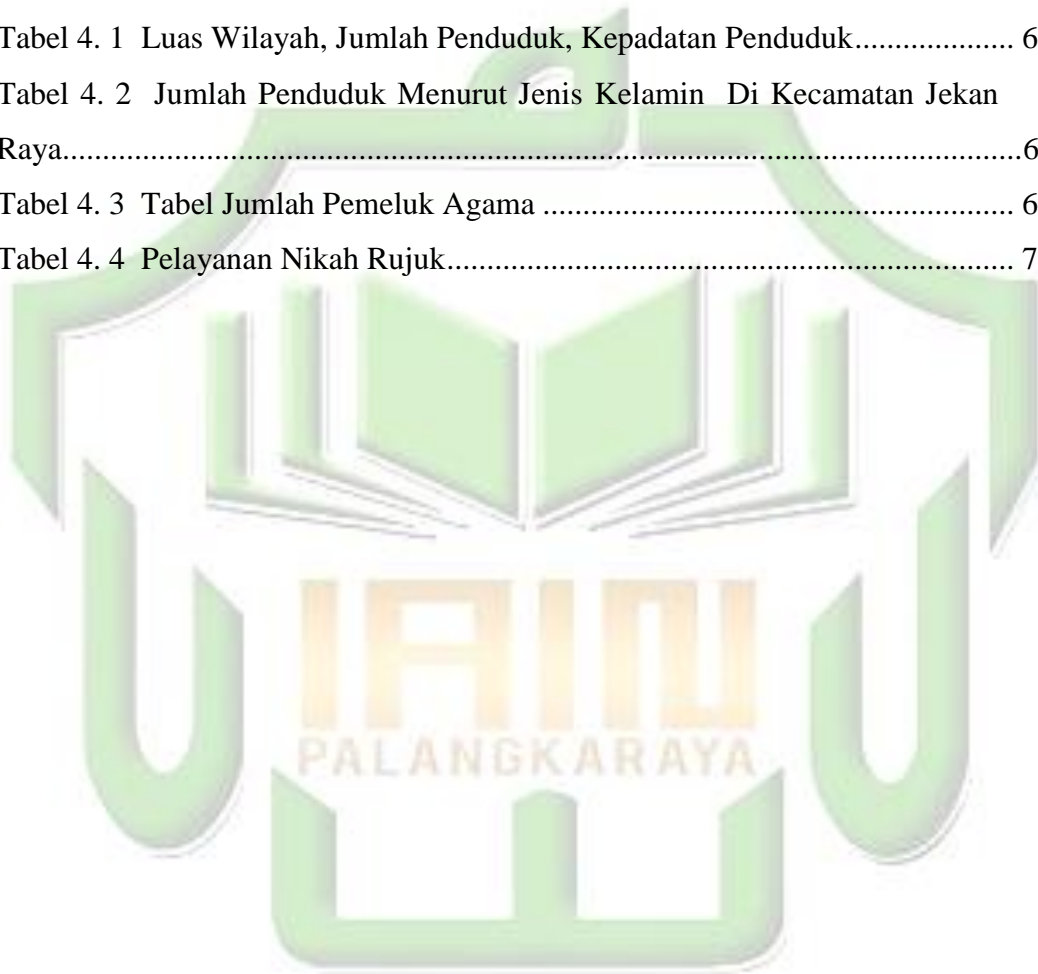 Tabel 4. 1 Luas Wilayah, Jumlah Penduduk, Kepadatan Penduduk.................... 6
Tabel 4. 2 Jumlah Penduduk Menurut Jenis Kelamin Di Kecamatan Jekan
Raya........................................................................................................................6
Tabel 4. 3 Tabel Jumlah Pemeluk Agama ........................................................... 6
Tabel 4. 4 Pelayanan Nikah Rujuk....................................................................... 7
IAIN
PALANGKARAYA